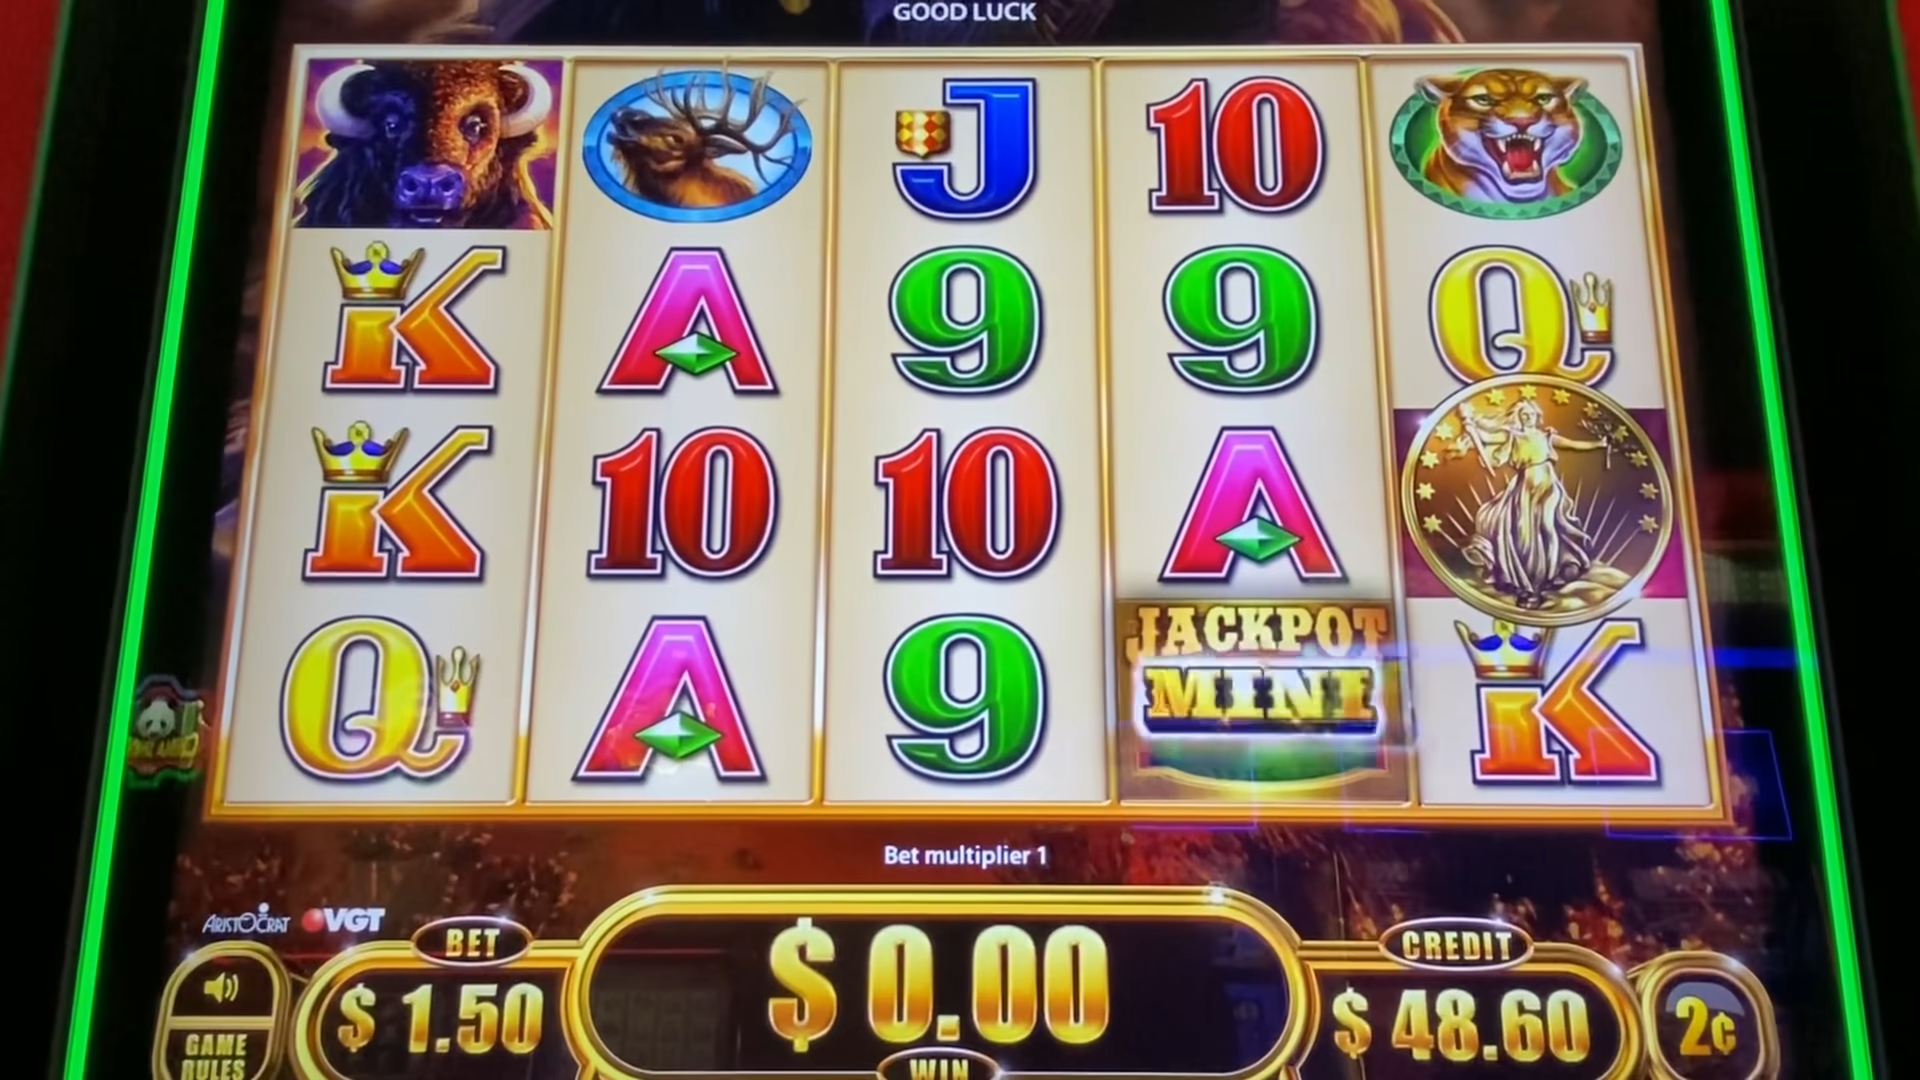 GOOD LUCK
J 10
K A 9 9 Q
K 10 10 A
Q A 9 JACKPOT MINI K
Bet multiplier 1
ARISTOCRAT VGT
BET CREDIT
$ 1.50 $ 0.00 $ 48.60 2¢
GAME RULES
WIN